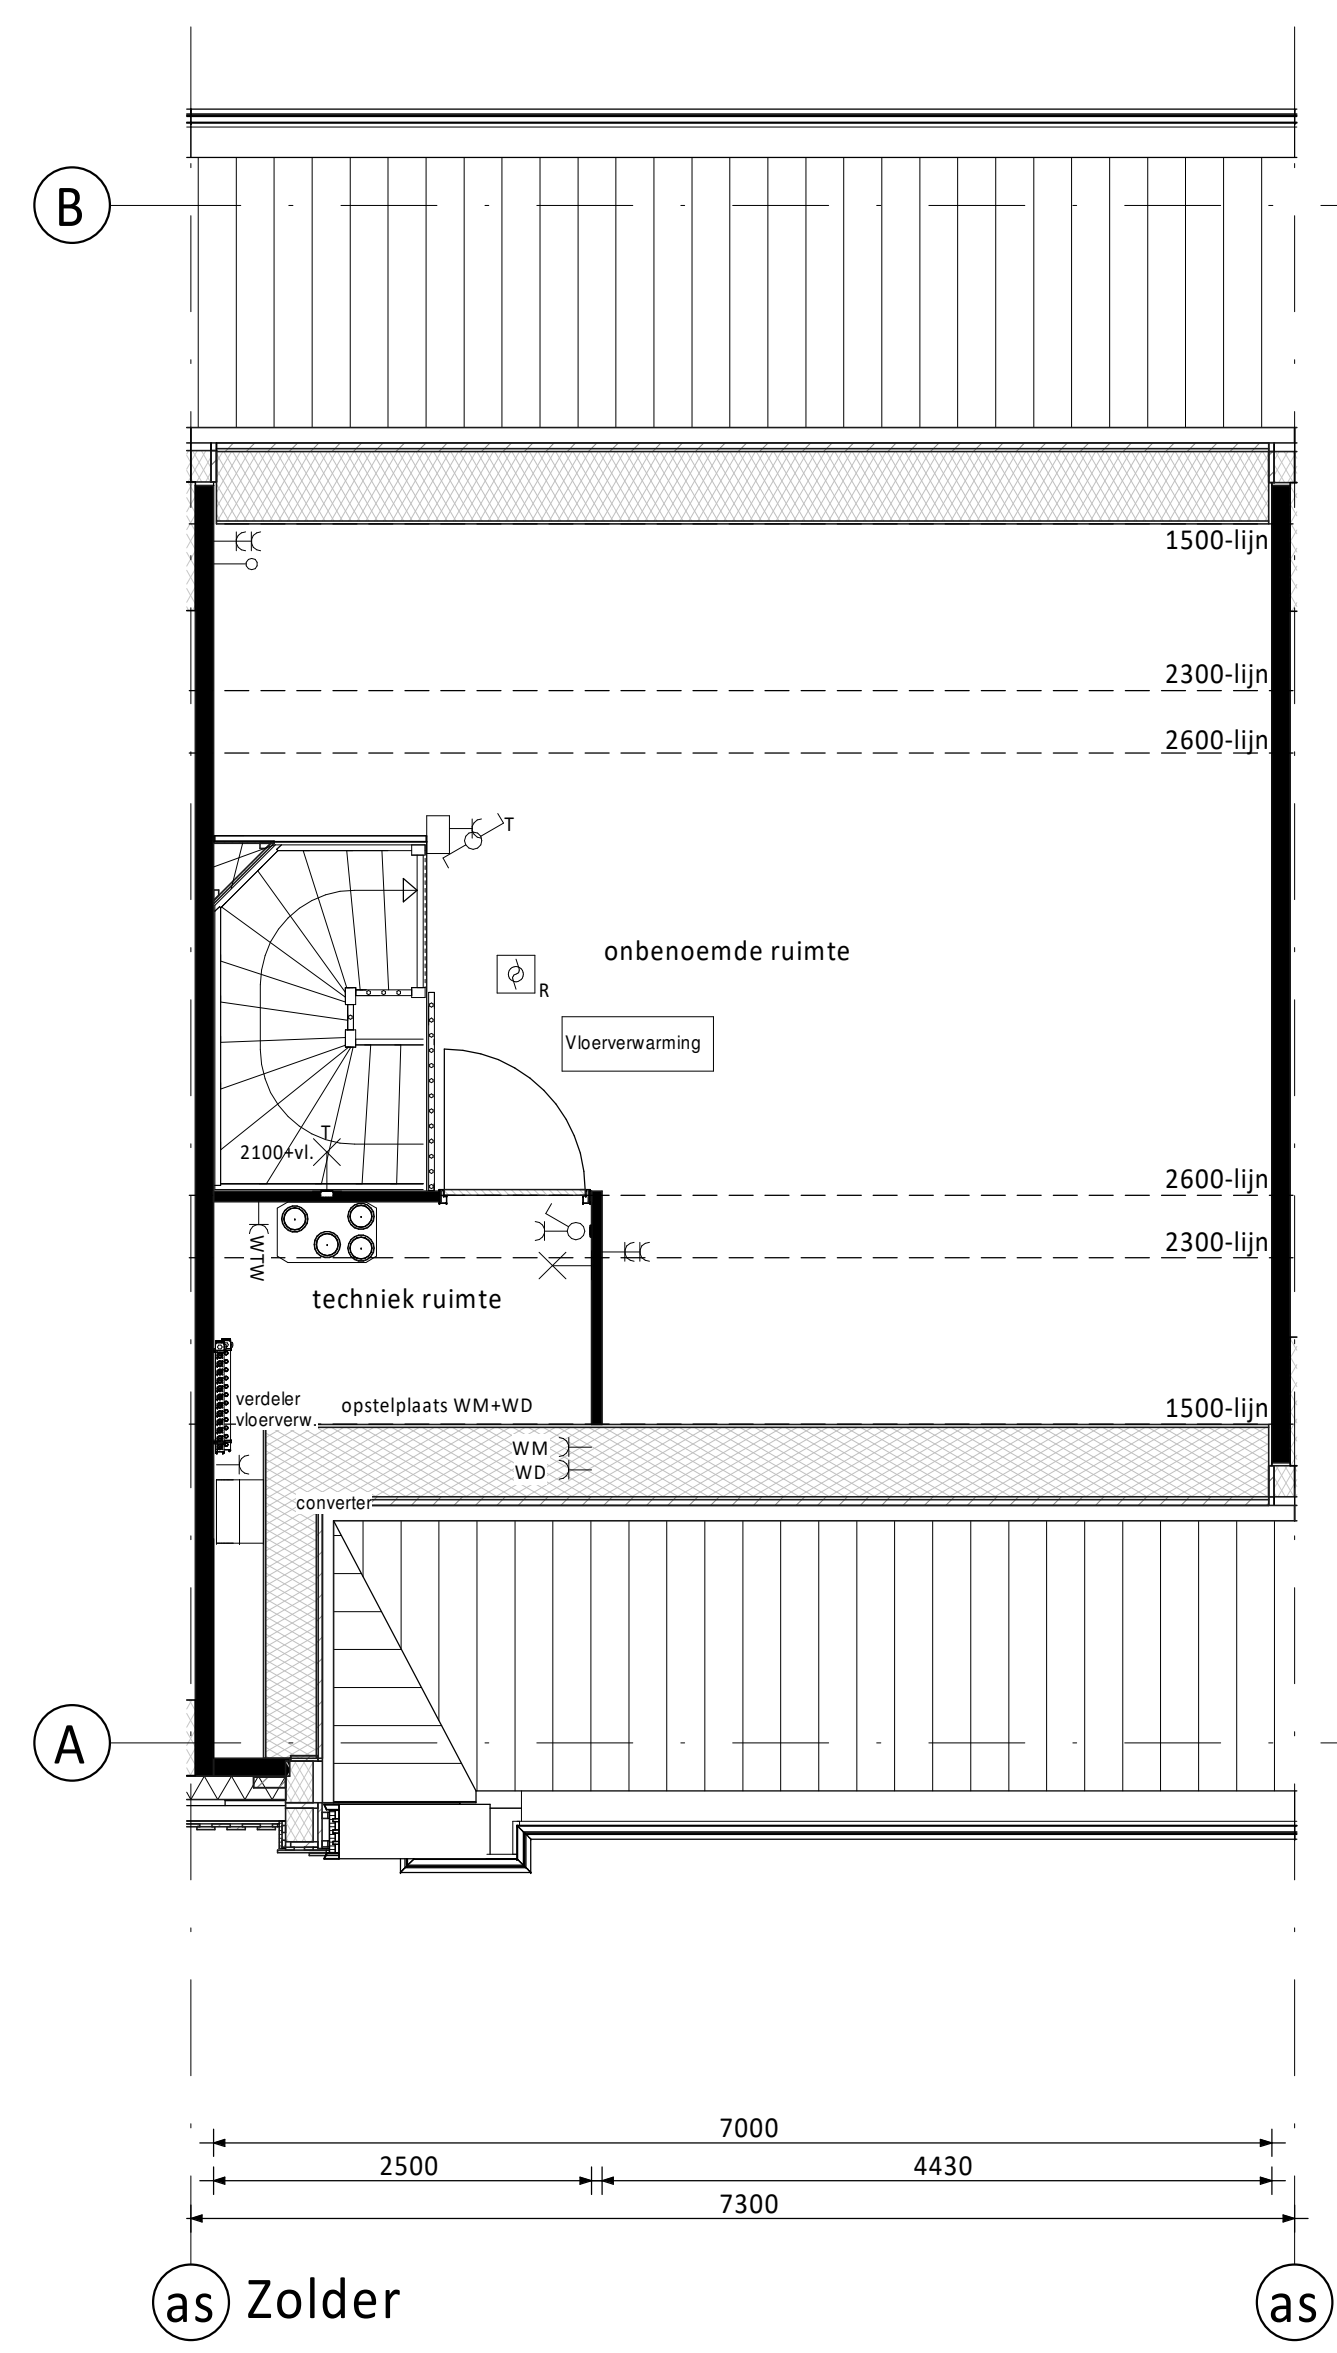 B
1500-lijn
2300-lijn
2600-lijn
T
onbenoemde ruimte
R
Vloerverwarming
T
2100+vl.
2600-lijn
WTW
2300-lijn
techniek ruimte
verdeler
vloerverw.
opstelplaats WM+WD
1500-lijn
WM
WD
converter
A
7000
2500
4430
7300
as
Zolder
as